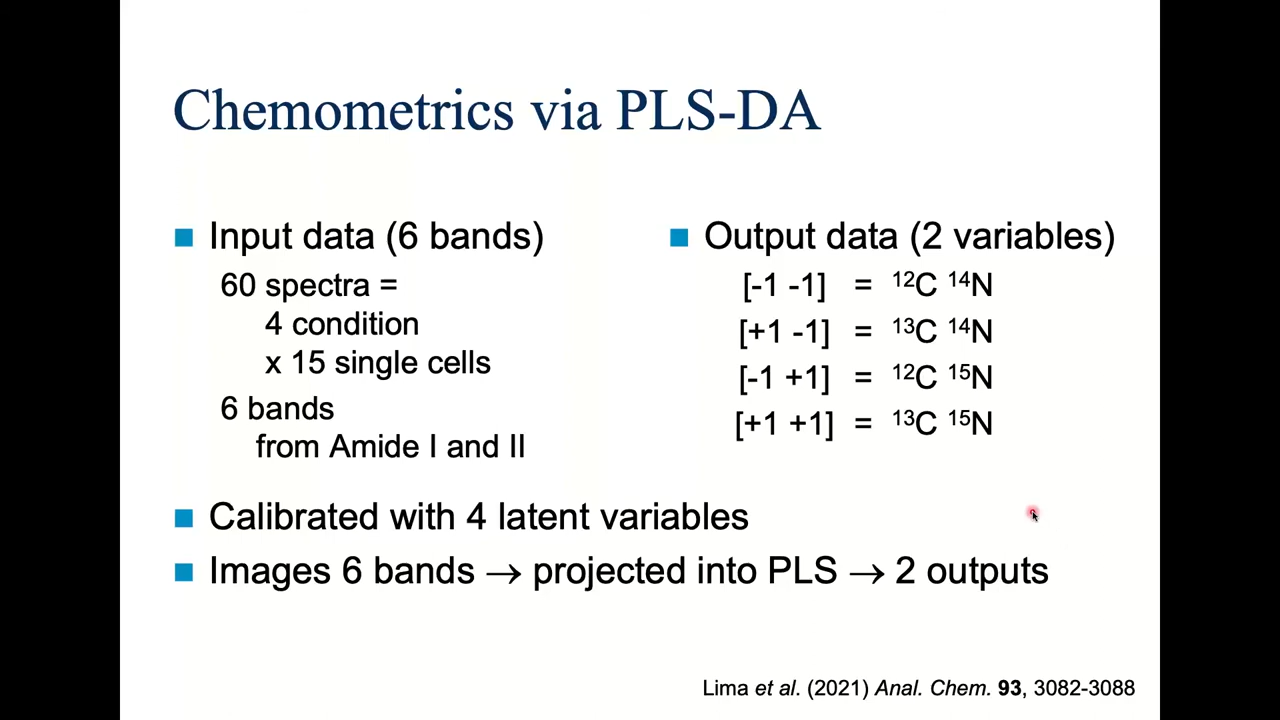 Chemometrics via PLS-DA
Input data (6 bands)
60 spectra =
4 condition
x 15 single cells
6 bands
from Amide I and II
Output data (2 variables)
[-1 -1] = ¹²C ¹⁴N
[+1 -1] = ¹³C ¹⁴N
[-1 +1] = ¹²C ¹⁵N
[+1 +1] = ¹³C ¹⁵N
Calibrated with 4 latent variables
Images 6 bands → projected into PLS → 2 outputs
Lima et al. (2021) Anal. Chem. 93, 3082-3088